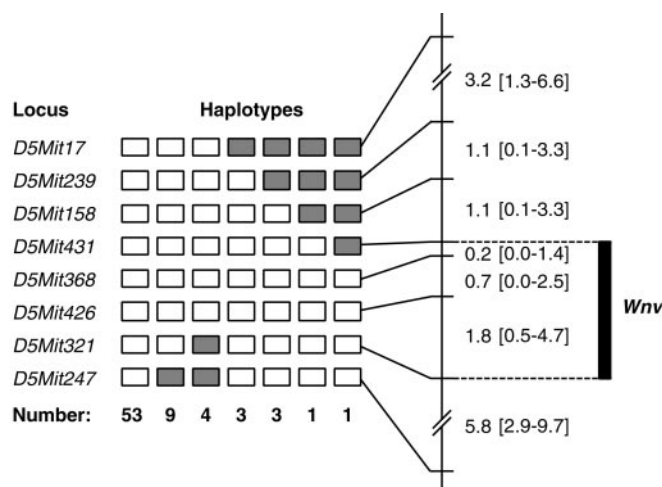 3.2 [1.3-6.6]
Locus Haplotypes
D5Mit17
1.1 [0.1-3.3]
D5Mit239
D5Mit158
1.1 [0.1-3.3]
D5Mit431
0.2 [0.0-1.4]
D5Mit368
0.7 [0.0-2.5]
Wnv
D5Mit426
1.8 [0.5-4.7]
D5Mit321
D5Mit247
Number: 53 9 4 3 3 1 1
5.8 [2.9-9.7]